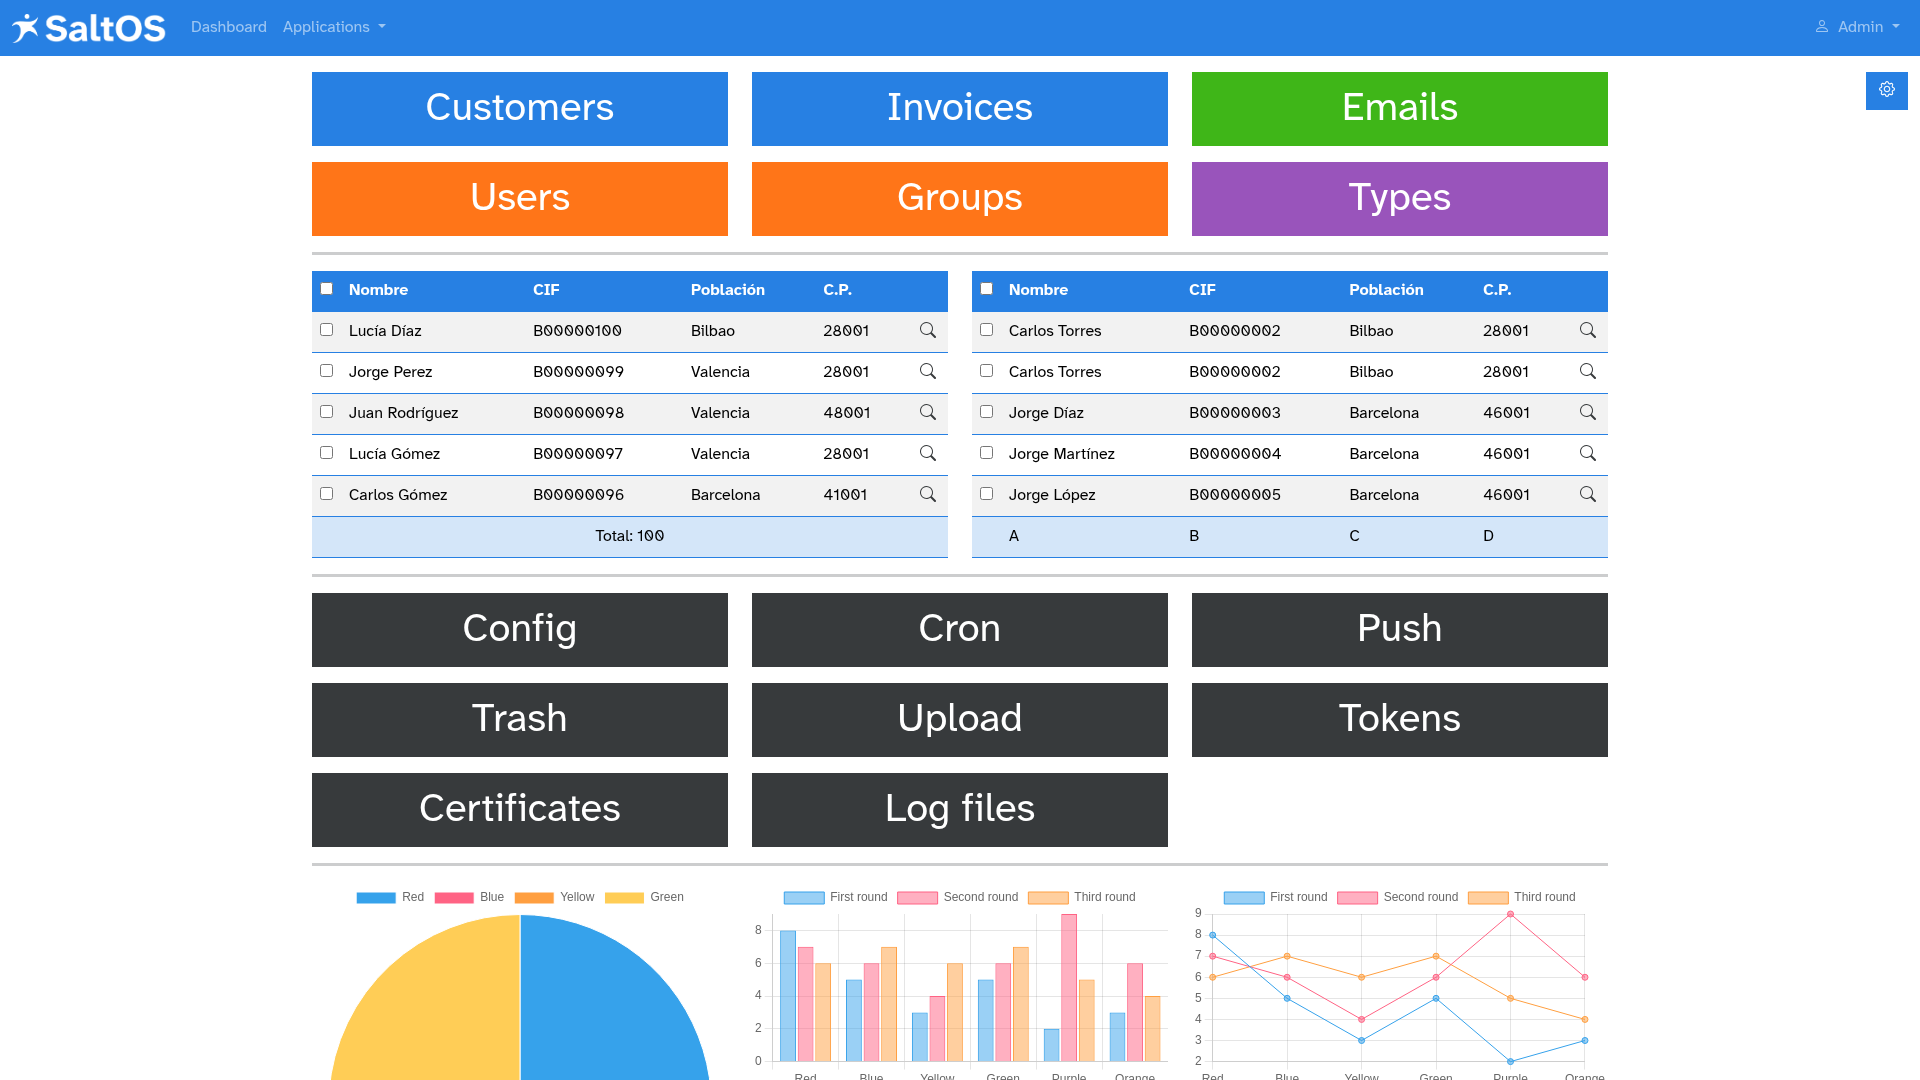 SaltOS Dashboard Applications Admin
Customers Invoices Emails
Users Groups Types
Nombre CIF Población C.P.
Lucía Díaz B00000100 Bilbao 28001
Jorge Perez B00000099 Valencia 28001
Juan Rodríguez B00000098 Valencia 48001
Lucía Gómez B00000097 Valencia 28001
Carlos Gómez B00000096 Barcelona 41001
Total: 100
Nombre CIF Población C.P.
Carlos Torres B00000002 Bilbao 28001
Carlos Torres B00000002 Bilbao 28001
Jorge Díaz B00000003 Barcelona 46001
Jorge Martínez B00000004 Barcelona 46001
Jorge López B00000005 Barcelona 46001
A B C D
Config Cron Push
Trash Upload Tokens
Certificates Log files
Red Blue Yellow Green
First round Second round Third round
8
6
4
2
0
Red Blue Yellow Green Purple Orange
First round Second round Third round
9
8
7
6
5
4
3
2
Red Blue Yellow Green Purple Orange